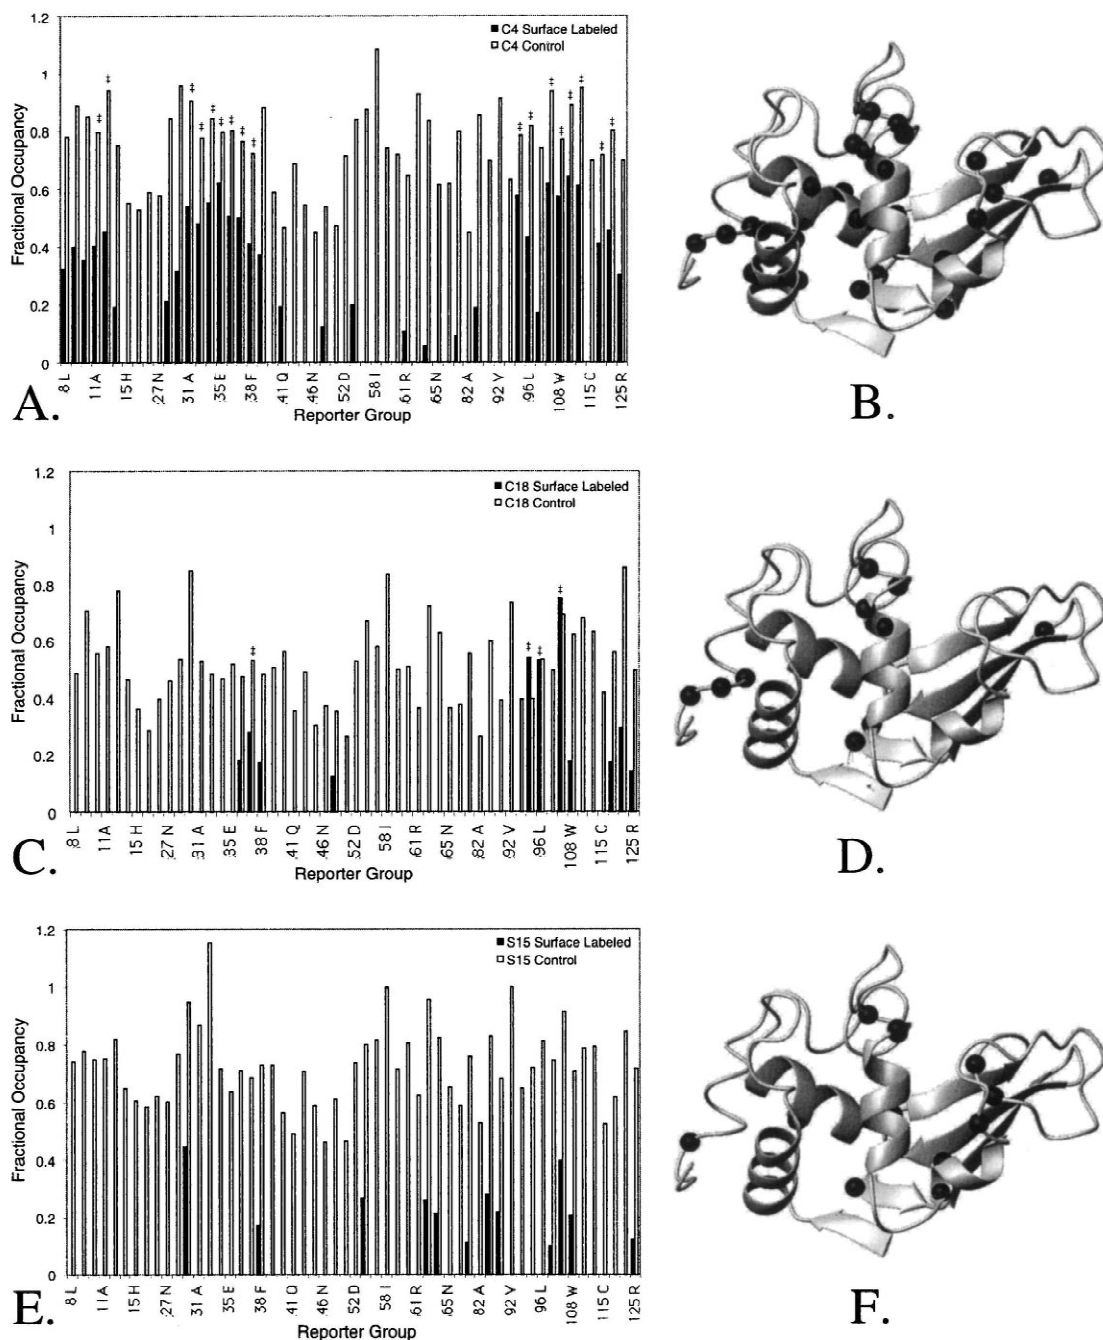 1.2
1
0.8
0.6
0.4
0.2
0
Fractional Occupancy
C4 Surface Labeled
C4 Control
‡ ‡ ‡ ‡ ‡ ‡ ‡ ‡ ‡ ‡ ‡ ‡ ‡ ‡ ‡ ‡ ‡
8 L 11 A 15 H 27 N 31 A 35 E 38 F 41 Q 46 N 52 D 58 I 61 R 65 N 82 A 92 V 96 L 108 W 115 C 125 R
Reporter Group
A.
B.
1.2
1
0.8
0.6
0.4
0.2
0
Fractional Occupancy
C18 Surface Labeled
C18 Control
‡ ‡ ‡ ‡
8 L 11 A 15 H 27 N 31 A 35 E 38 F 41 Q 46 N 52 D 58 I 61 R 65 N 82 A 92 V 96 L 108 W 115 C 125 R
Reporter Group
C.
D.
1.2
1
0.8
0.6
0.4
0.2
0
Fractional Occupancy
S15 Surface Labeled
S15 Control
8 L 11 A 15 H 27 N 31 A 35 E 38 F 41 Q 46 N 52 D 58 I 61 R 65 N 82 A 92 V 96 L 108 W 115 C 125 R
Reporter Group
E.
F.